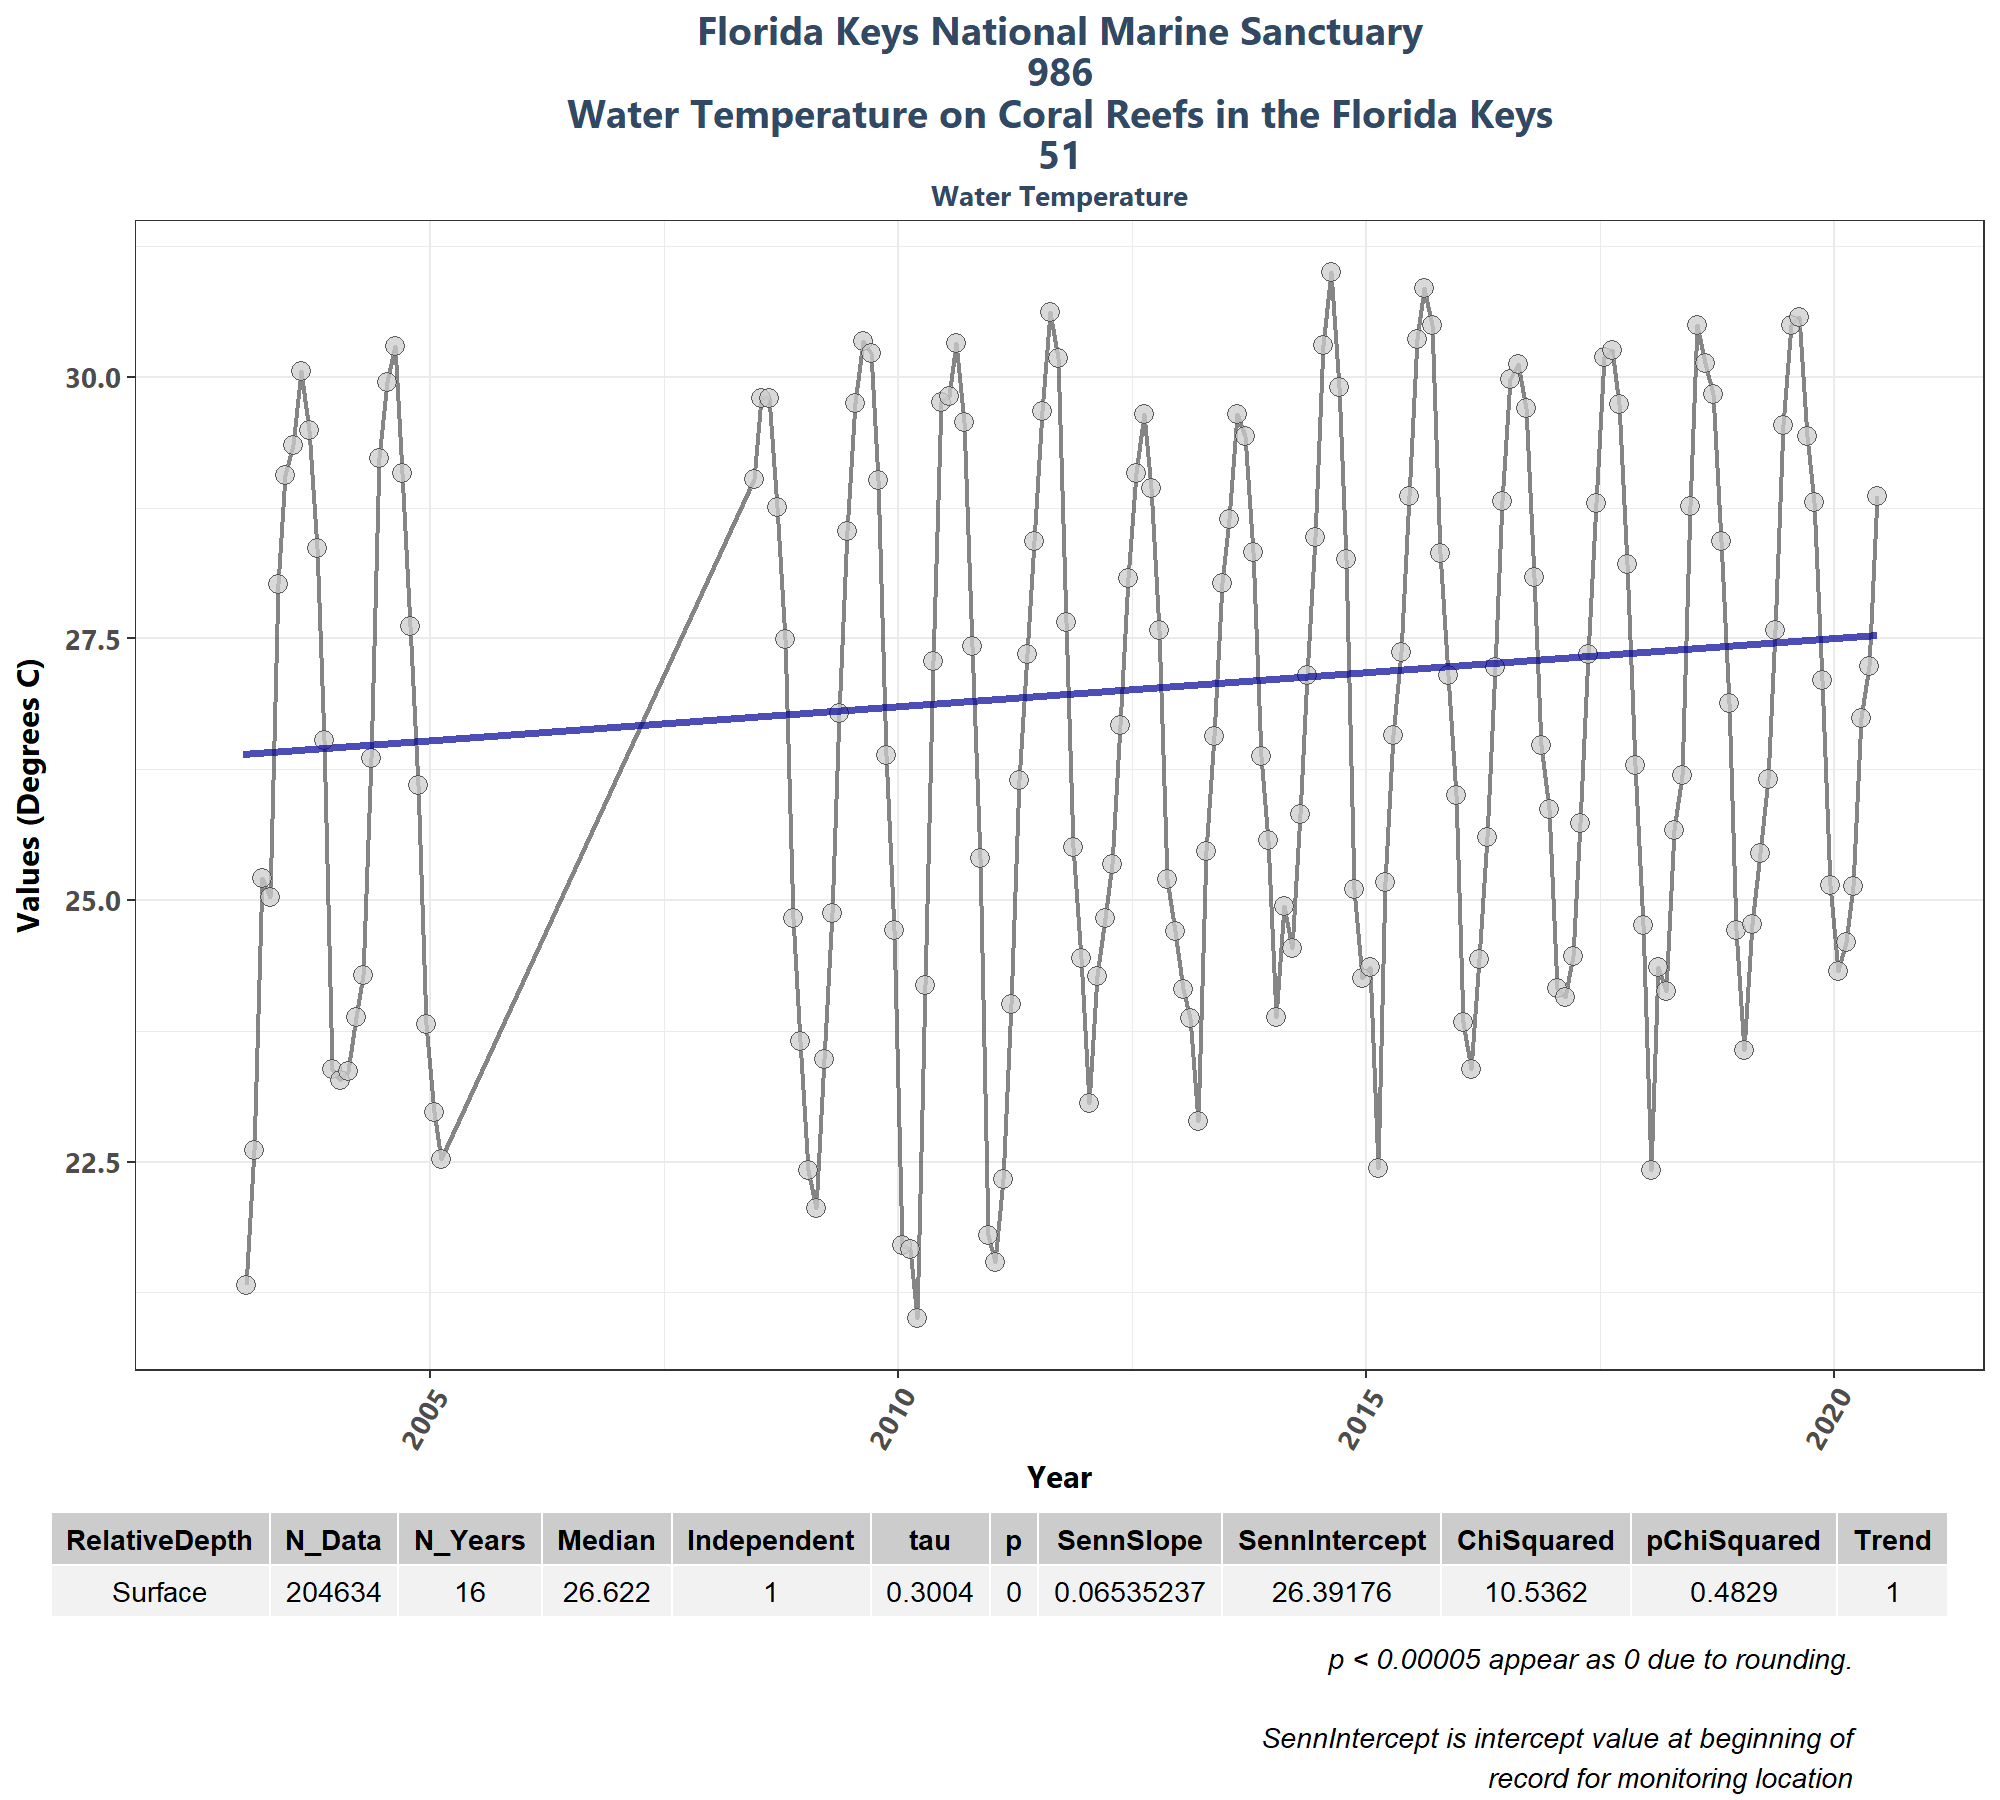 Florida Keys National Marine Sanctuary
986
Water Temperature on Coral Reefs in the Florida Keys
51
Water Temperature
Values (Degrees C)
30.0
27.5
25.0
22.5
2005 2010 2015 2020
Year
RelativeDepth N_Data N_Years Median Independent tau p SennSlope SennIntercept ChiSquared pChiSquared Trend
Surface 204634 16 26.622 1 0.3004 0 0.06535237 26.39176 10.5362 0.4829 1
p < 0.00005 appear as 0 due to rounding.
SennIntercept is intercept value at beginning of
record for monitoring location